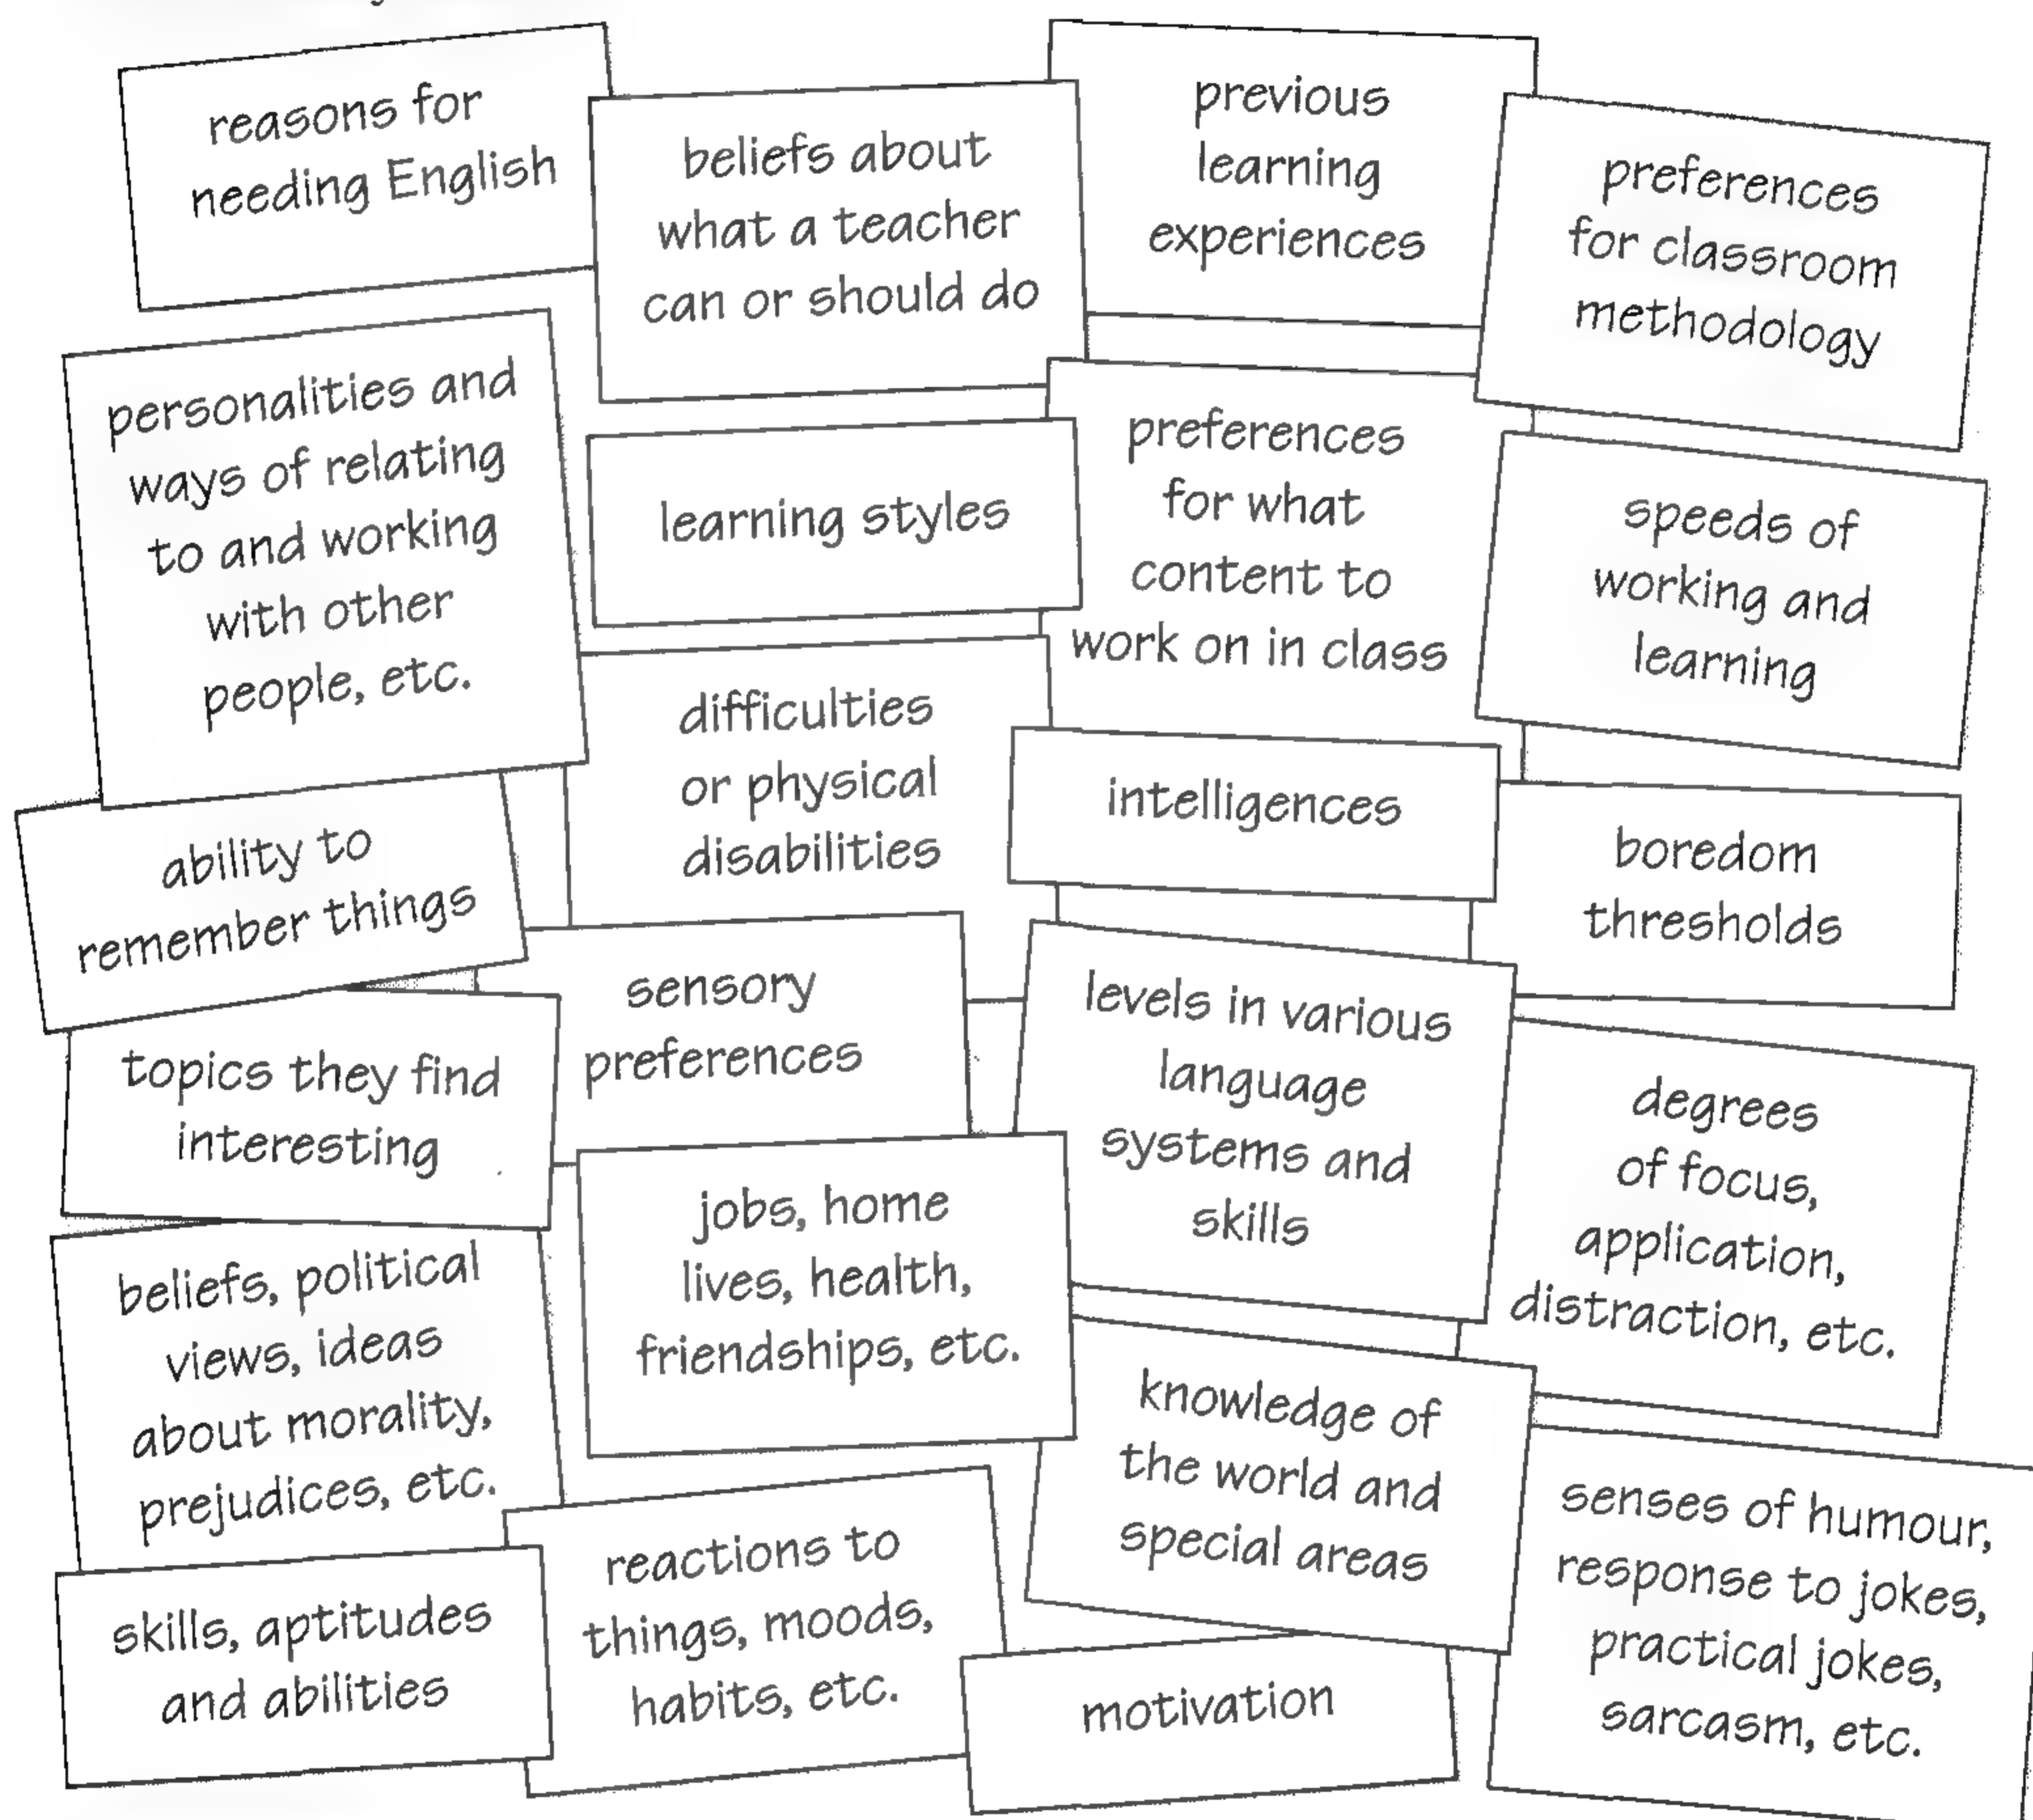 reasons for
needing English
beliefs about
what a teacher
can or should do
previous
learning
experiences
preferences
for classroom
methodology
personalities and
ways of relating
to and working
with other
people, etc.
learning styles
preferences
for what
content to
work on in class
speeds of
working and
learning
difficulties
or physical
disabilities
intelligences
boredom
thresholds
ability to
remember things
sensory
preferences
levels in various
language
systems and
skills
degrees
of focus,
application,
distraction, etc.
topics they find
interesting
jobs, home
lives, health,
friendships, etc.
beliefs, political
views, ideas
about morality,
prejudices, etc.
knowledge of
the world and
special areas
senses of humour,
response to jokes,
practical jokes,
sarcasm, etc.
skills, aptitudes
and abilities
reactions to
things, moods,
habits, etc.
motivation